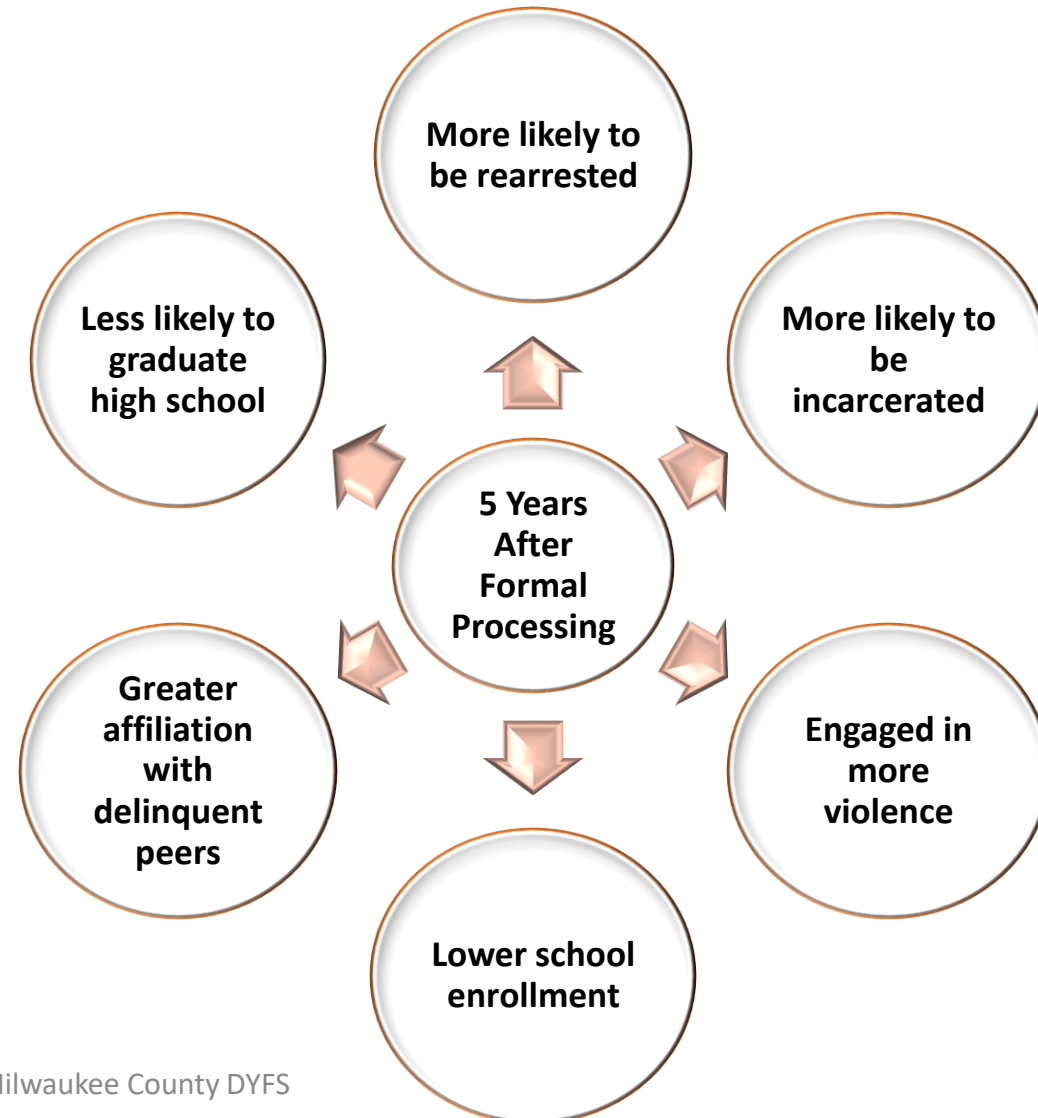 More likely to
be rearrested
More likely to
be
incarcerated
Engaged in
more
violence
Lower school
enrollment
Greater
affiliation
with
delinquent
peers
Less likely to
graduate
high school
5 Years
After
Formal
Processing
County DYFS